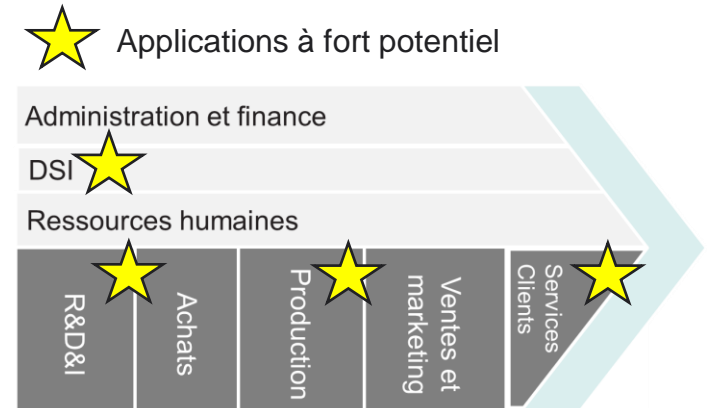 Applications à fort potentiel
Administration et finance
DSI
Ressources humaines
R&D&I
Achats
Production
Ventes et
marketing
Services
Clients